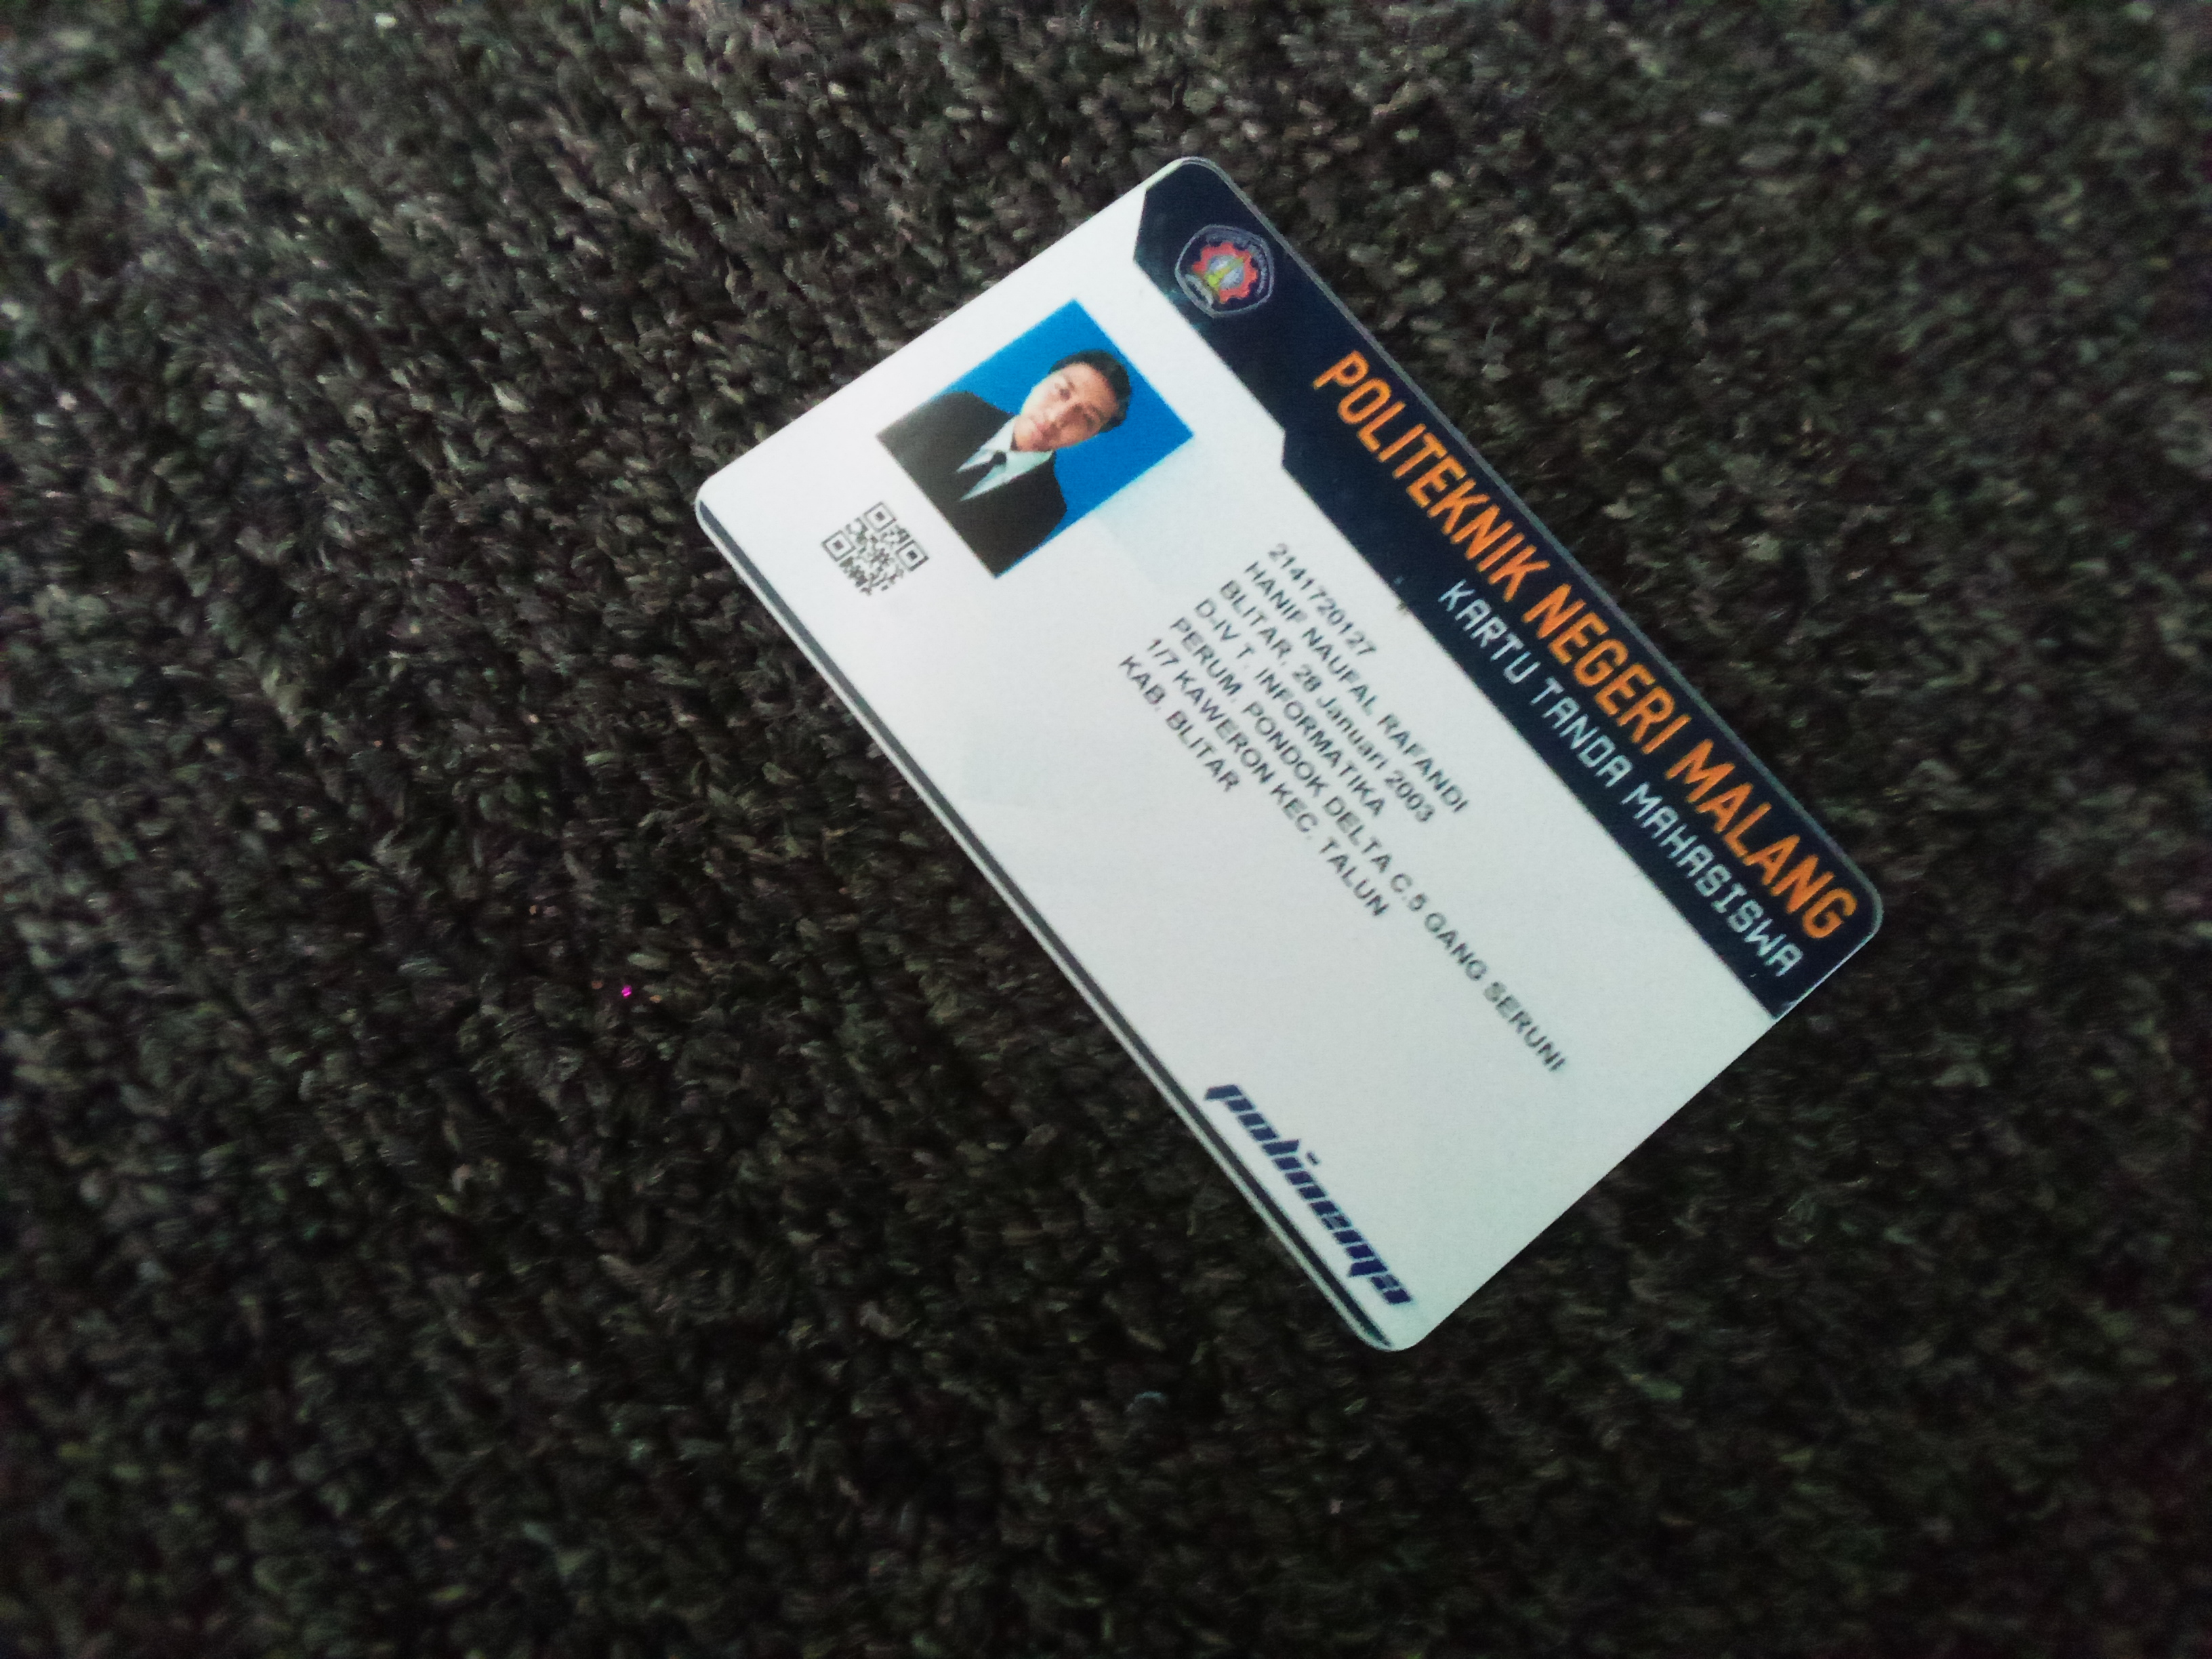 POLITEKNIK NEGERI MALANG
KARTU TANDA MAHASISWA
2141720127
HANIF NAUFAL RAFANDI
BLITAR, 28 Januari 2003
D-IV T. INFORMATIKA
PERUM. PONDOK DELTA C.5 GANG SERUNI
1/7 KAWERON KEC. TALUN
KAB. BLITAR
polinema